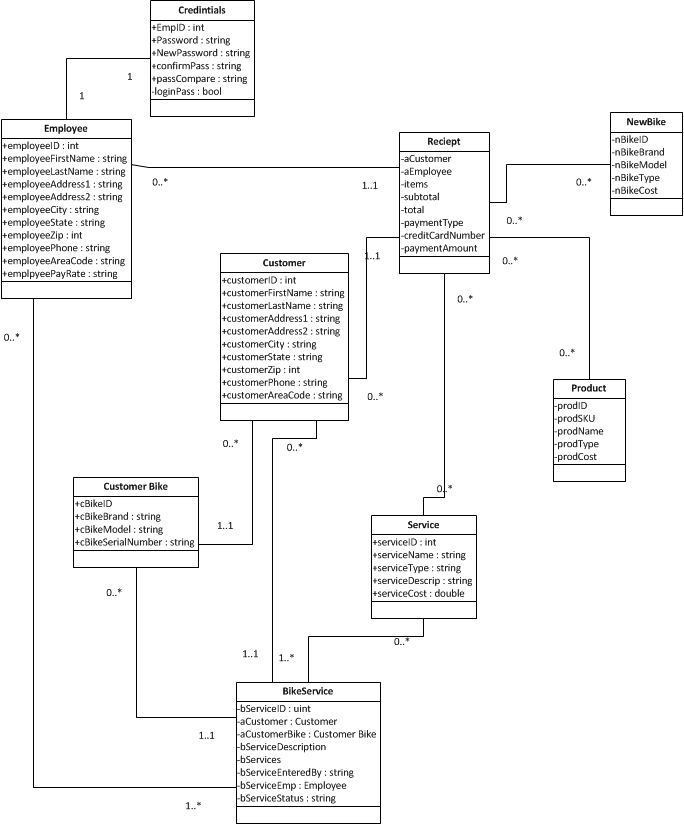 Credintials
+EmpID : int
+Password : string
+NewPassword : string
+confirmPass : string
+passCompare : string
-loginPass : bool
1
1
Employee
+employeeID : int
+employeeFirstName : string
+employeeLastName : string
+employeeAddress1 : string
+employeeAddress2 : string
+employeeCity : string
+employeeState : string
+employeeZip : int
+employeePhone : string
+employeeAreaCode : string
+emplpyeePayRate : string
0..*
1..1
Reciept
-aCustomer
-aEmployee
-items
-subtotal
-total
-paymentType
-creditCardNumber
-paymentAmount
NewBike
-nBikeID
-nBikeBrand
-nBikeModel
-nBikeType
-nBikeCost
0..*
0..*
1..1
0..*
0..*
0..*
Customer
+customerID : int
+customerFirstName : string
+customerLastName : string
+customerAddress1 : string
+customerAddress2 : string
+customerCity : string
+customerState : string
+customerZip : int
+customerPhone : string
+customerAreaCode : string
0..*
0..*
Product
-prodID
-prodSKU
-prodName
-prodType
-prodCost
0..*
0..*
0..*
Customer Bike
+cBikeID
+cBikeBrand : string
+cBikeModel : string
+cBikeSerialNumber : string
1..1
0..*
Service
+serviceID : int
+serviceName : string
+serviceType : string
+serviceDescrip : string
+serviceCost : double
0..*
1..1
1..*
BikeService
-bServiceID : uint
-aCustomer : Customer
-aCustomerBike : Customer Bike
-bServiceDescription
-bServices
-bServiceEnteredBy : string
-bServiceEmp : Employee
-bServiceStatus : string
1..1
1..*